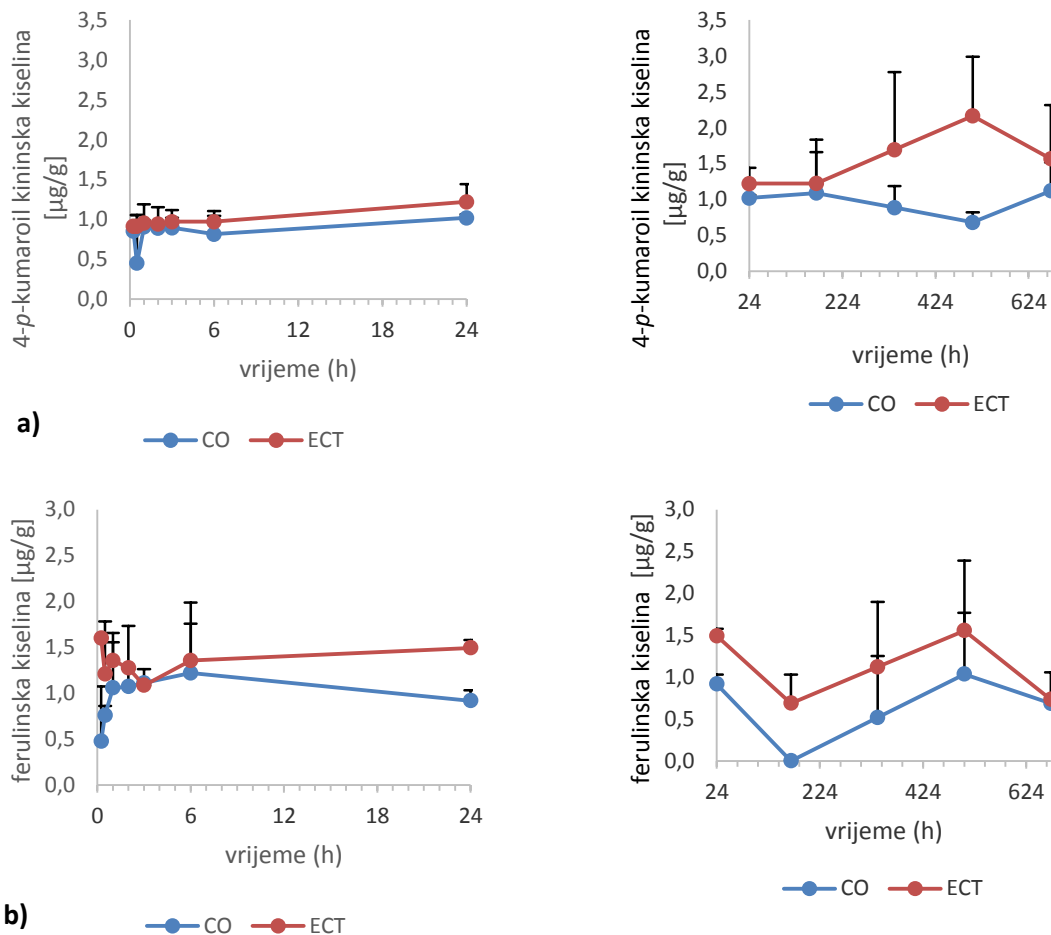 4-p-kumaroil kininska kiselina
[µg/g]
3,5
3,0
2,5
2,0
1,5
1,0
0,5
0,0
0
6
12
18
24
vrijeme (h)
CO
ECT
4-p-kumaroil kininska kiselina
[µg/g]
3,5
3,0
2,5
2,0
1,5
1,0
0,5
0,0
24
224
424
624
vrijeme (h)
CO
ECT
a)
ferulinska kiselina [µg/g]
3,0
2,5
2,0
1,5
1,0
0,5
0,0
0
6
12
18
24
vrijeme (h)
CO
ECT
ferulinska kiselina [µg/g]
3,0
2,5
2,0
1,5
1,0
0,5
0,0
24
224
424
624
vrijeme (h)
CO
ECT
b)